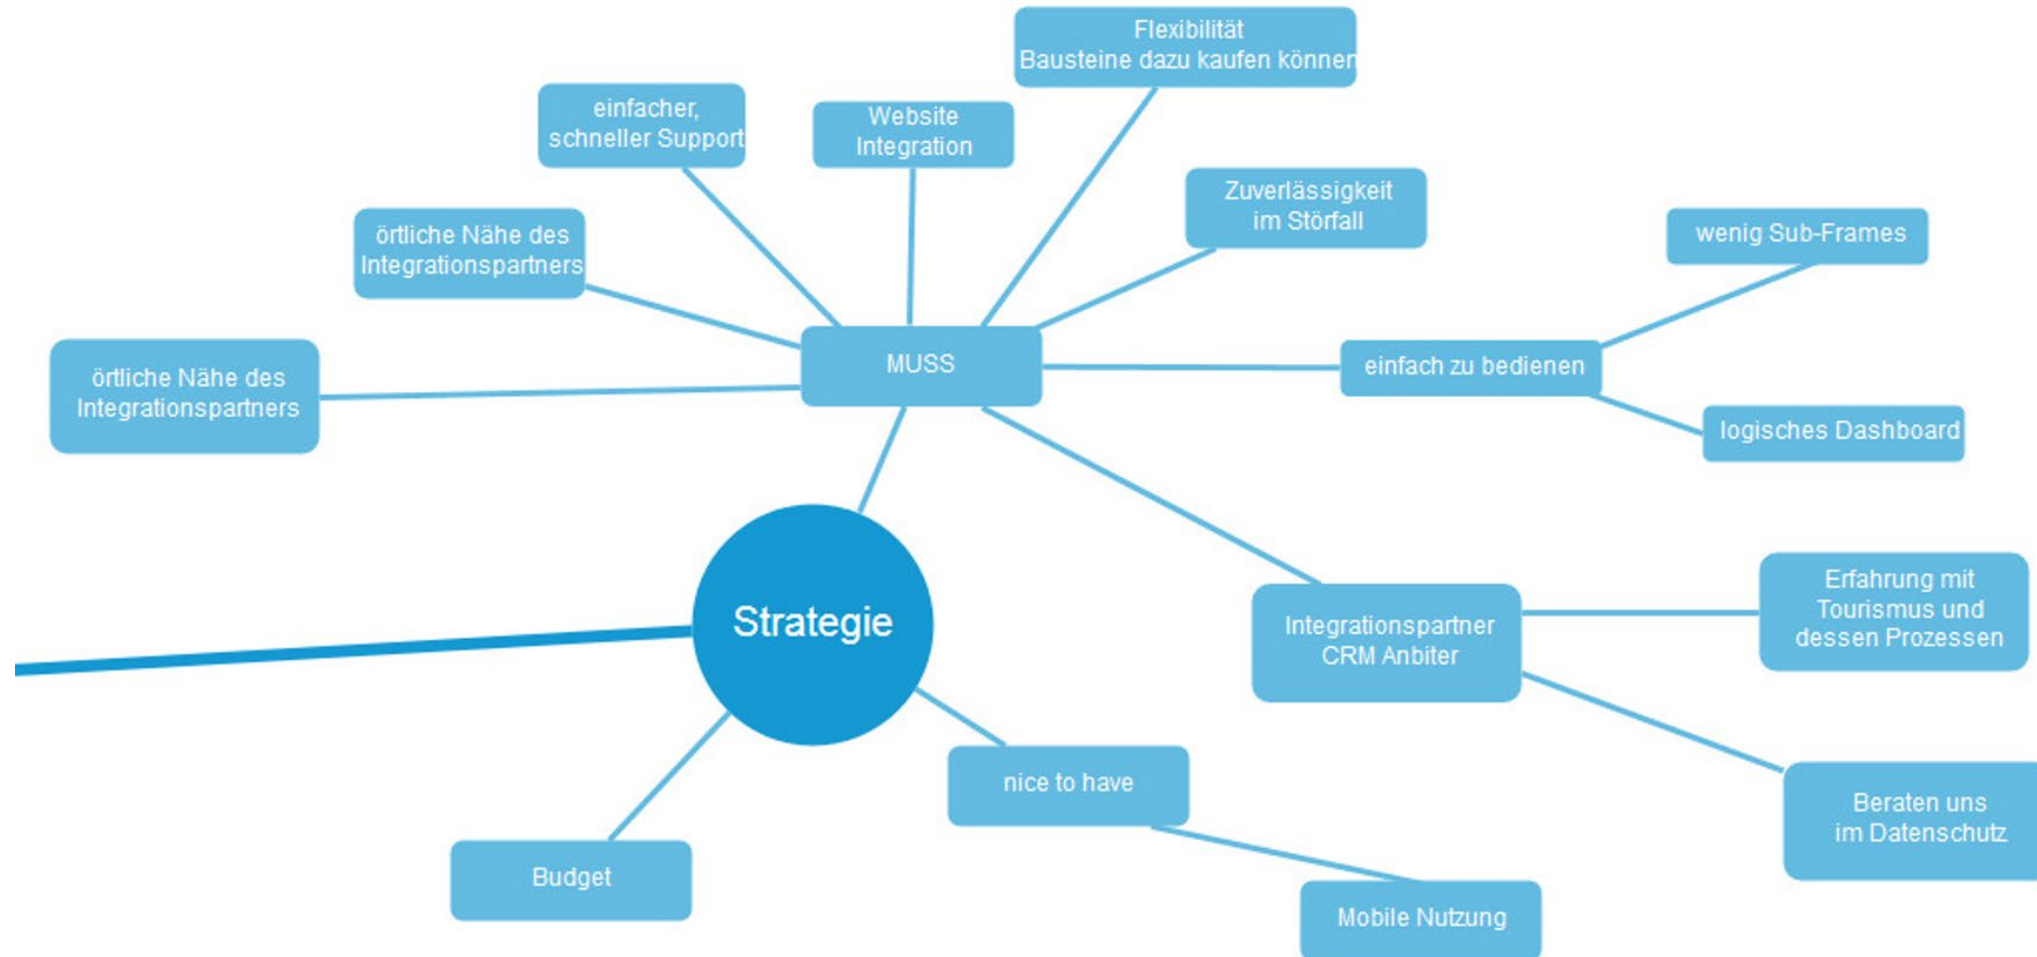 Flexibilität
Bausteine dazu kaufen können
einfacher,
schneller Support
Website
Integration
Zuverlässigkeit
im Störfall
örtliche Nähe des
Integrationspartners
wenig Sub-Frames
örtliche Nähe des
Integrationspartners
MUSS
einfach zu bedienen
logisches Dashboard
Strategie
Integrationspartner
CRM Anbiter
Erfahrung mit
Tourismus und
dessen Prozessen
nice to have
Beraten uns
im Datenschutz
Budget
Mobile Nutzung